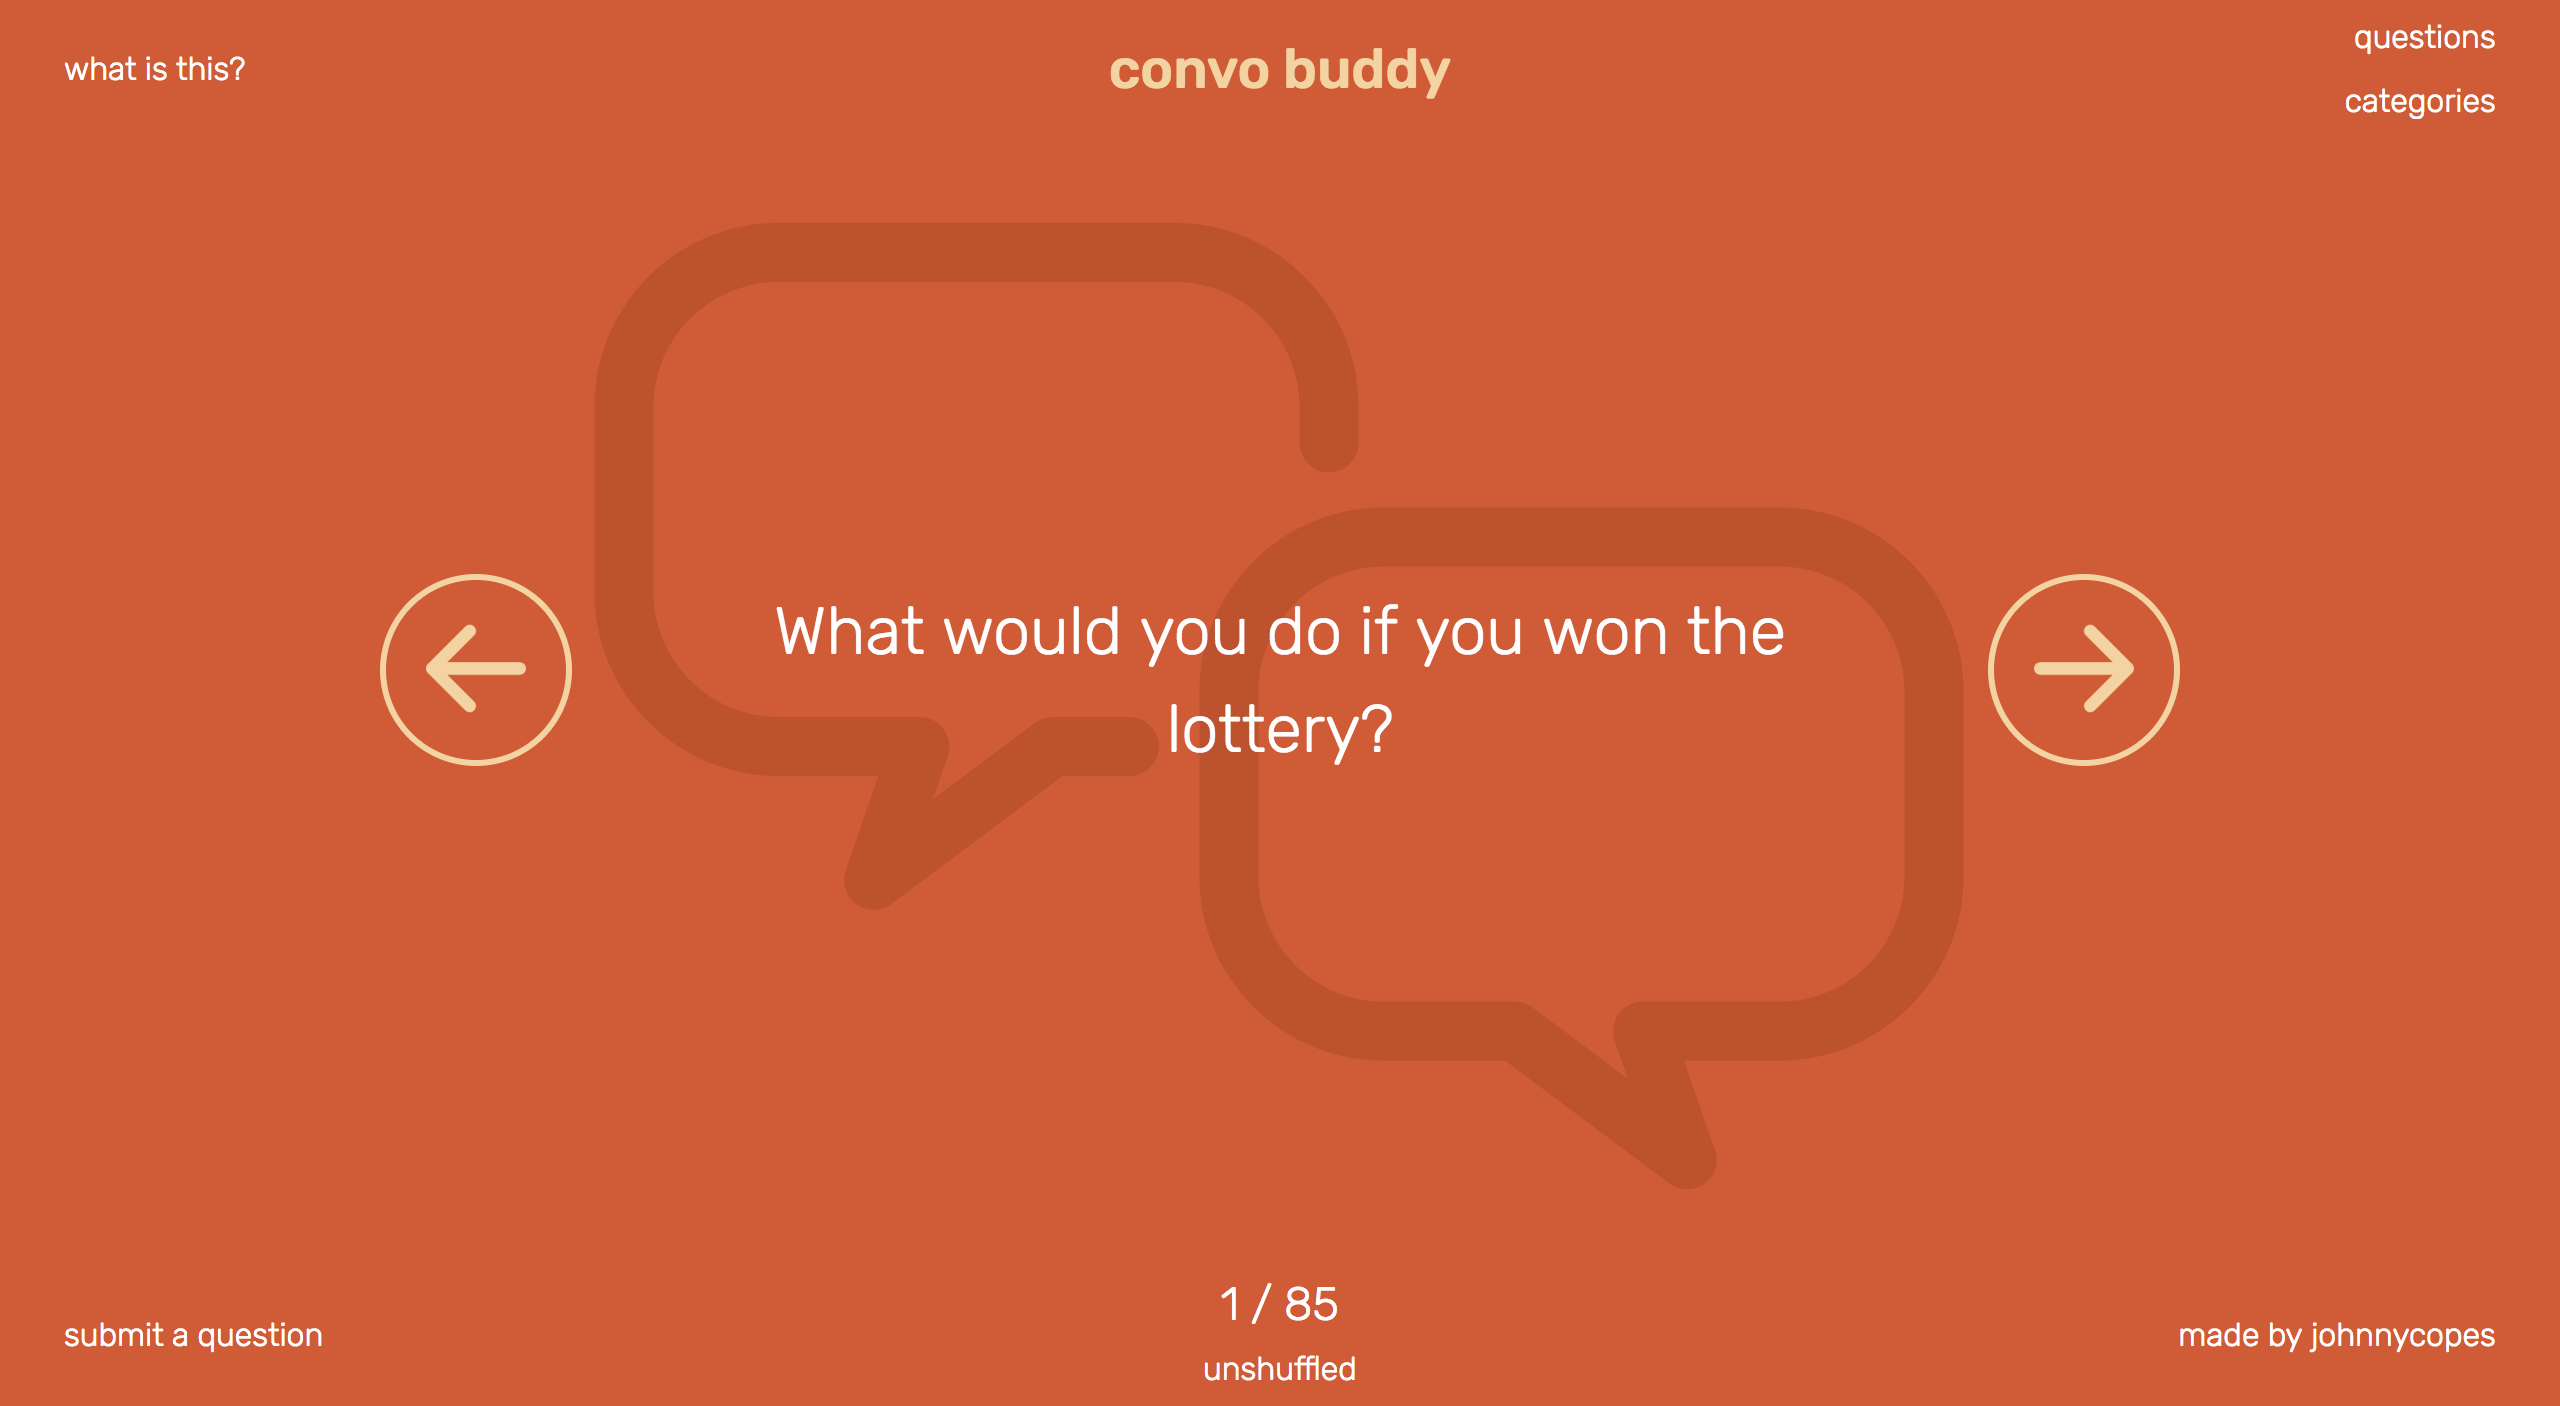 what is this?
convo buddy
questions
categories
What would you do if you won the
lottery?
1 / 85
unshuffled
submit a question
made by johnnycopes